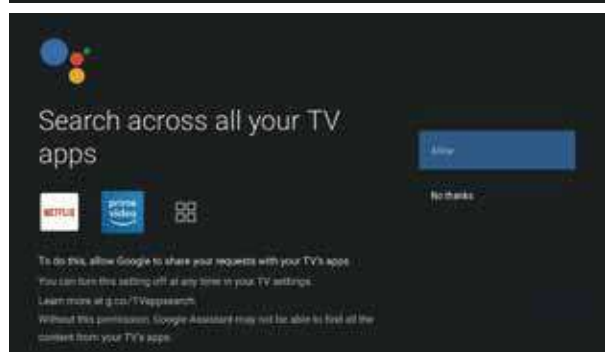 Search across all your TV
apps
NETFLIX
prime
video
To do this, allow Google to share your requests with your TV's apps
You can turn this setting off at any time in your TV settings.
Learn more at g.co/TVappsearch.
Without this permission, Google Assistant may not be able to find all the
content from your TV's apps.
Allow
No thanks